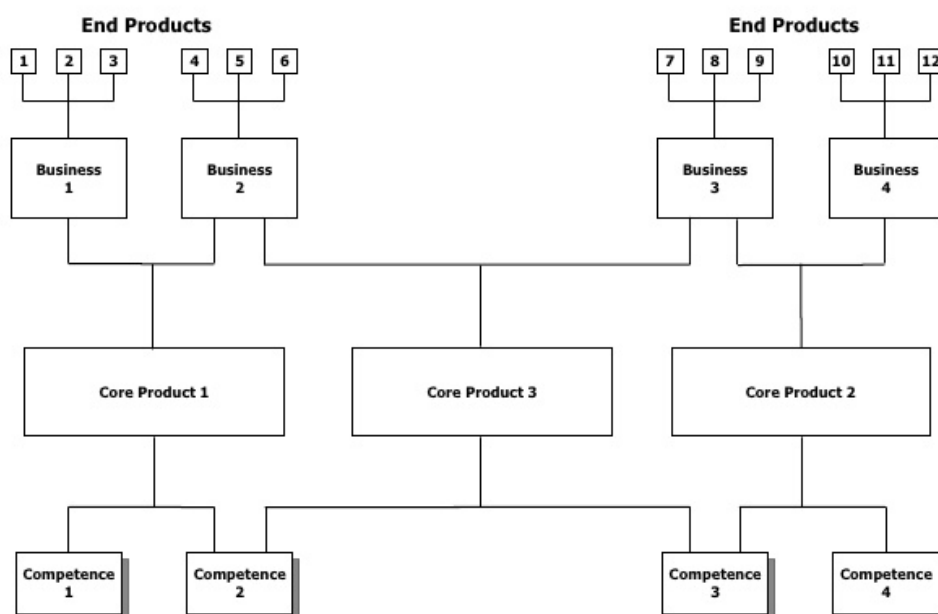 End Products End Products
1 2 3 4 5 6 7 8 9 10 11 12
Business Business Business Business
1 2 3 4
Core Product 1 Core Product 3 Core Product 2
Competence Competence Competence Competence
1 2 3 4